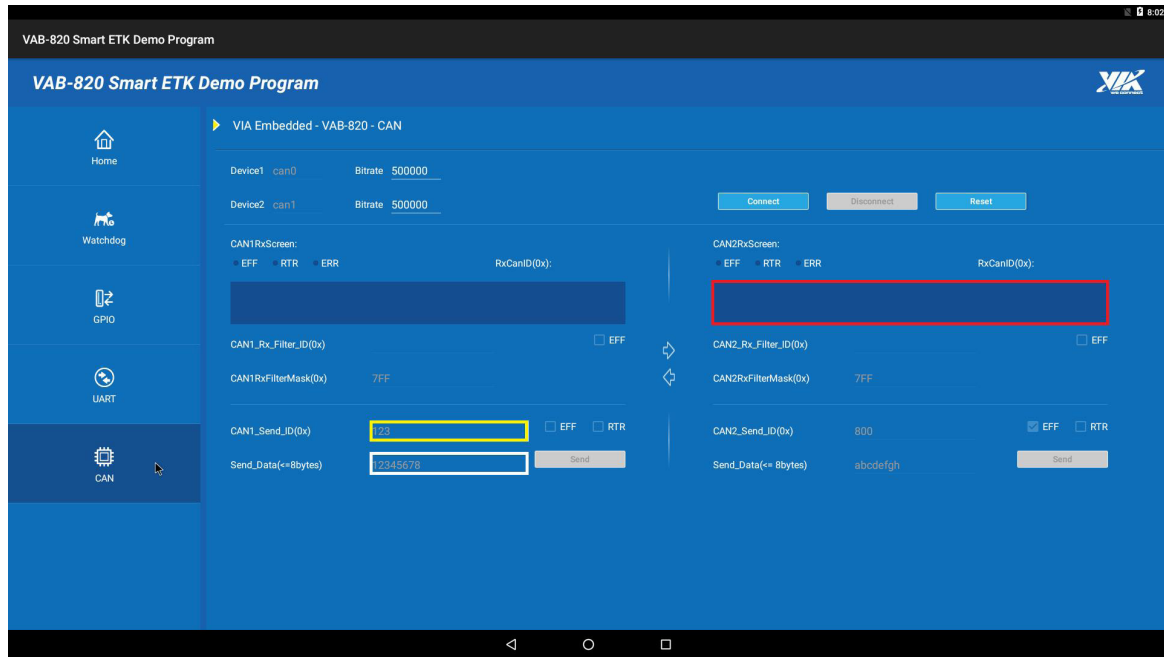 8:02
VAB-820 Smart ETK Demo Program
VAB-820 Smart ETK Demo Program
VIA
we connect
Home
Watchdog
GPIO
UART
CAN
VIA Embedded - VAB-820 - CAN
Device1 can0 Bitrate 500000
Device2 can1 Bitrate 500000
Connect Disconnect Reset
CAN1RxScreen:
EFF RTR ERR RxCanID(0x):
CAN1_Rx_Filter_ID(0x) EFF
CAN1RxFilterMask(0x) 7FF
CAN1_Send_ID(0x) 123 EFF RTR
Send_Data(<=8bytes) 12345678 Send
CAN2RxScreen:
EFF RTR ERR RxCanID(0x):
CAN2_Rx_Filter_ID(0x) EFF
CAN2RxFilterMask(0x) 7FF
CAN2_Send_ID(0x) 800 EFF RTR
Send_Data(<= 8bytes) abcdefgh Send